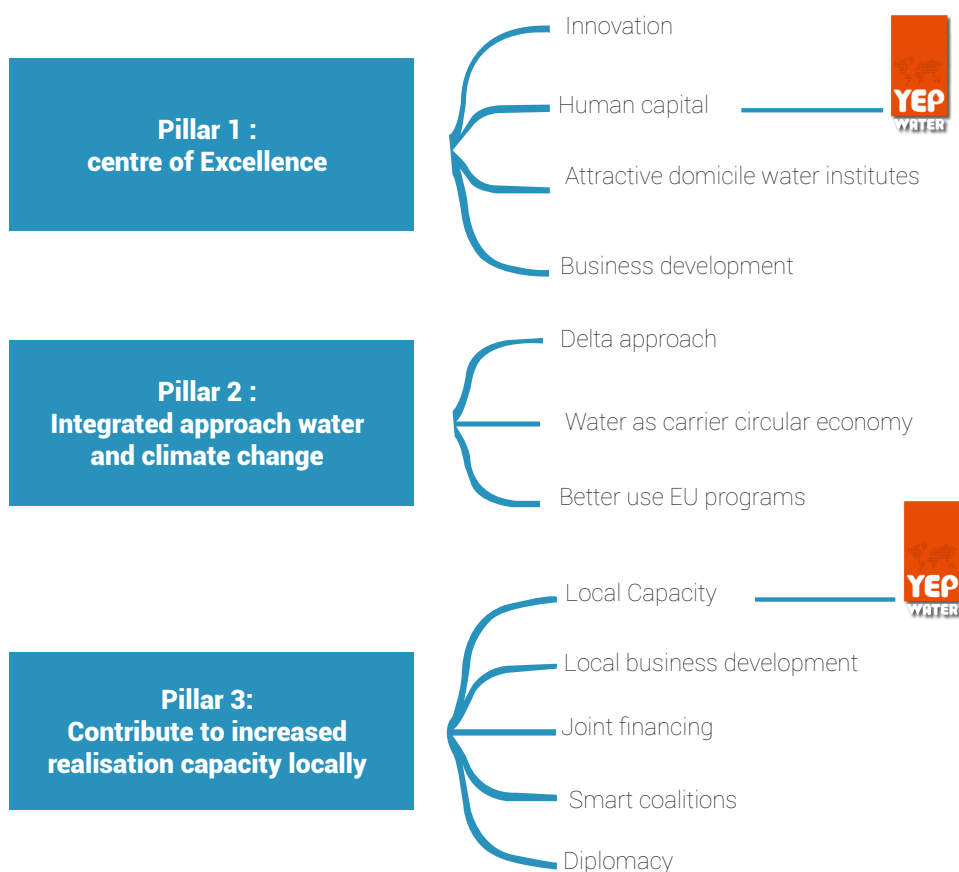 Innovation
Pillar 1 :
centre of Excellence
Human capital
YEP
WATER
Attractive domicile water institutes
Business development
Pillar 2 :
Integrated approach water
and climate change
Delta approach
Water as carrier circular economy
Better use EU programs
Pillar 3:
Contribute to increased
realisation capacity locally
Local Capacity
YEP
WATER
Local business development
Joint financing
Smart coalitions
Diplomacy